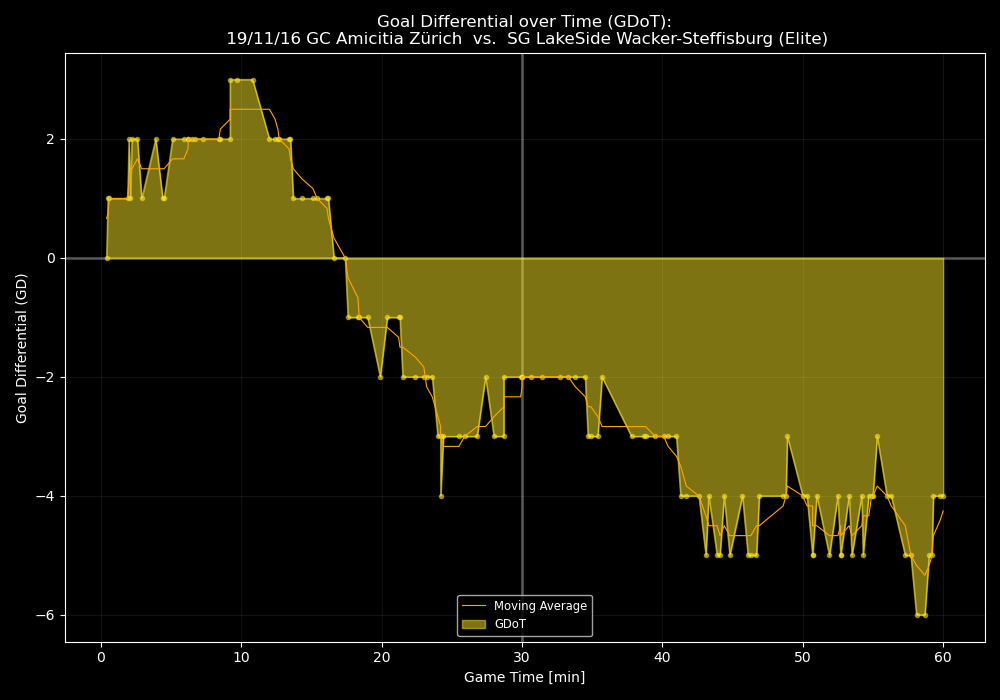 Goal Differential over Time (GDoT):
19/11/16 GC Amicitia Zürich  vs.  SG LakeSide Wacker-Steffisburg (Elite)
Goal Differential (GD)
2
0
−2
−4
−6
Moving Average
GDoT
0 10 20 30 40 50 60
Game Time [min]